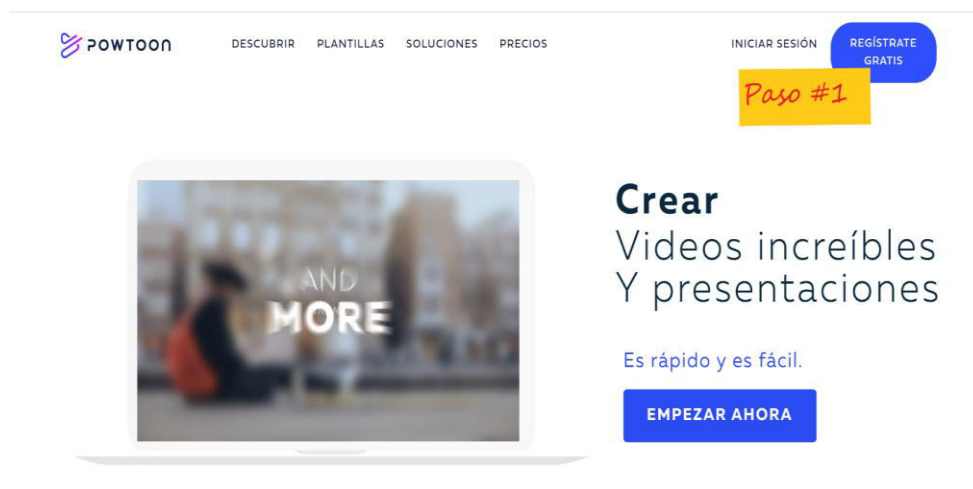 POWTOON
DESCUBRIR PLANTILLAS SOLUCIONES PRECIOS
INICIAR SESIÓN
REGÍSTRATE
GRATIS
Paso #1
AND
MORE
Crear
Videos increíbles
Y presentaciones
Es rápido y es fácil.
EMPEZAR AHORA